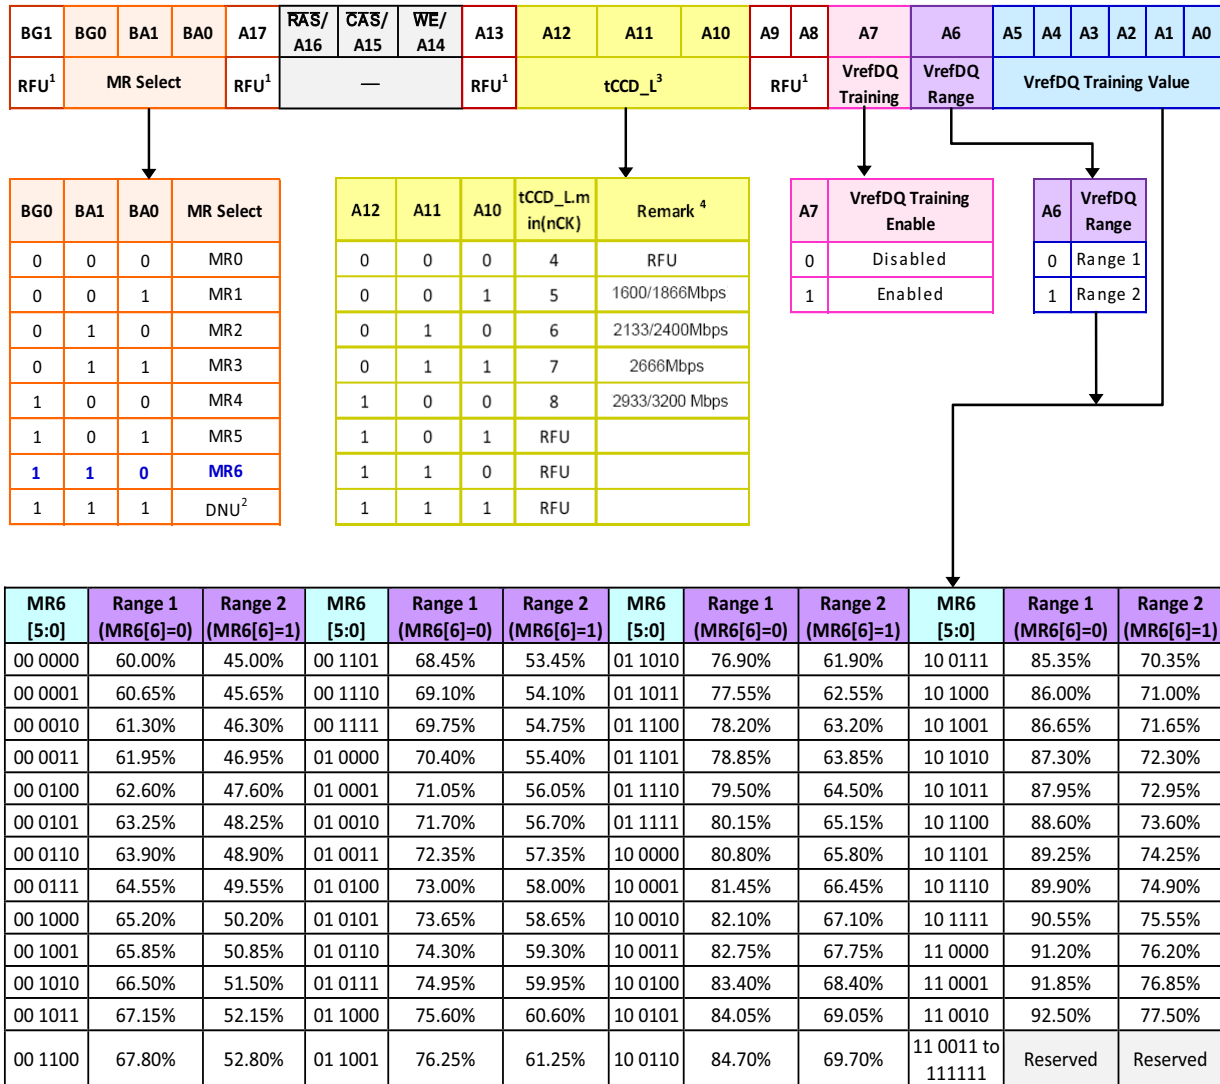 BG1 BG0 BA1 BA0 A17 RAS/ A16 CAS/ A15 WE/ A14 A13 A12 A11 A10 A9 A8 A7 A6 A5 A4 A3 A2 A1 A0
RFU1 MR Select RFU1 — RFU1 tCCD_L3 RFU1 VrefDQ Training VrefDQ Range VrefDQ Training Value
BG0 BA1 BA0 MR Select
0 0 0 MR0
0 0 1 MR1
0 1 0 MR2
0 1 1 MR3
1 0 0 MR4
1 0 1 MR5
1 1 0 MR6
1 1 1 DNU2
A12 A11 A10 tCCD_L.m in(nCK) Remark 4
0 0 0 4 RFU
0 0 1 5 1600/1866Mbps
0 1 0 6 2133/2400Mbps
0 1 1 7 2666Mbps
1 0 0 8 2933/3200 Mbps
1 0 1 RFU
1 1 0 RFU
1 1 1 RFU
A7 VrefDQ Training Enable
0 Disabled
1 Enabled
A6 VrefDQ Range
0 Range 1
1 Range 2
MR6 [5:0] Range 1 (MR6[6]=0) Range 2 (MR6[6]=1) MR6 [5:0] Range 1 (MR6[6]=0) Range 2 (MR6[6]=1) MR6 [5:0] Range 1 (MR6[6]=0) Range 2 (MR6[6]=1) MR6 [5:0] Range 1 (MR6[6]=0) Range 2 (MR6[6]=1)
00 0000 60.00% 45.00% 00 1101 68.45% 53.45% 01 1010 76.90% 61.90% 10 0111 85.35% 70.35%
00 0001 60.65% 45.65% 00 1110 69.10% 54.10% 01 1011 77.55% 62.55% 10 1000 86.00% 71.00%
00 0010 61.30% 46.30% 00 1111 69.75% 54.75% 01 1100 78.20% 63.20% 10 1001 86.65% 71.65%
00 0011 61.95% 46.95% 01 0000 70.40% 55.40% 01 1101 78.85% 63.85% 10 1010 87.30% 72.30%
00 0100 62.60% 47.60% 01 0001 71.05% 56.05% 01 1110 79.50% 64.50% 10 1011 87.95% 72.95%
00 0101 63.25% 48.25% 01 0010 71.70% 56.70% 01 1111 80.15% 65.15% 10 1100 88.60% 73.60%
00 0110 63.90% 48.90% 01 0011 72.35% 57.35% 10 0000 80.80% 65.80% 10 1101 89.25% 74.25%
00 0111 64.55% 49.55% 01 0100 73.00% 58.00% 10 0001 81.45% 66.45% 10 1110 89.90% 74.90%
00 1000 65.20% 50.20% 01 0101 73.65% 58.65% 10 0010 82.10% 67.10% 10 1111 90.55% 75.55%
00 1001 65.85% 50.85% 01 0110 74.30% 59.30% 10 0011 82.75% 67.75% 11 0000 91.20% 76.20%
00 1010 66.50% 51.50% 01 0111 74.95% 59.95% 10 0100 83.40% 68.40% 11 0001 91.85% 76.85%
00 1011 67.15% 52.15% 01 1000 75.60% 60.60% 10 0101 84.05% 69.05% 11 0010 92.50% 77.50%
00 1100 67.80% 52.80% 01 1001 76.25% 61.25% 10 0110 84.70% 69.70% 11 0011 to 111111 Reserved Reserved